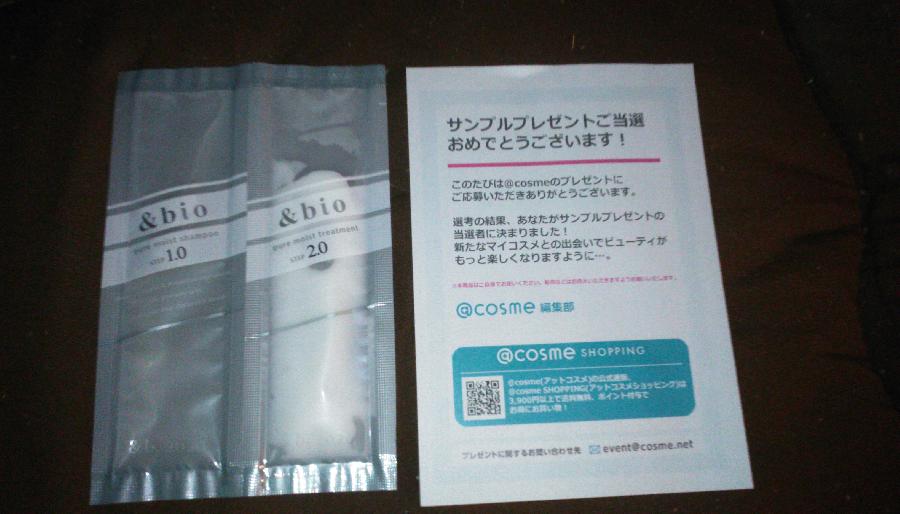 &bio
pure moist shampoo
STEP 1.0
&bio
pure moist treatment
STEP 2.0
サンプルプレゼントご当選
おめでとうございます！
このたびは@cosmeのプレゼントに
ご応募いただきありがとうございます。
選考の結果、あなたがサンプルプレゼントの
当選者に決まりました！
新たなマイコスメとの出会いでビューティが
もっと楽しくなりますように…。
@cosme 編集部
@cosme SHOPPING
@cosme(アットコスメ)の公式通販、
@cosme SHOPPING(アットコスメショッピング)は
3,900円以上で送料無料、ポイント付与で
お得にお買い物！
プレゼントに関するお問い合わせ先 event@cosme.net